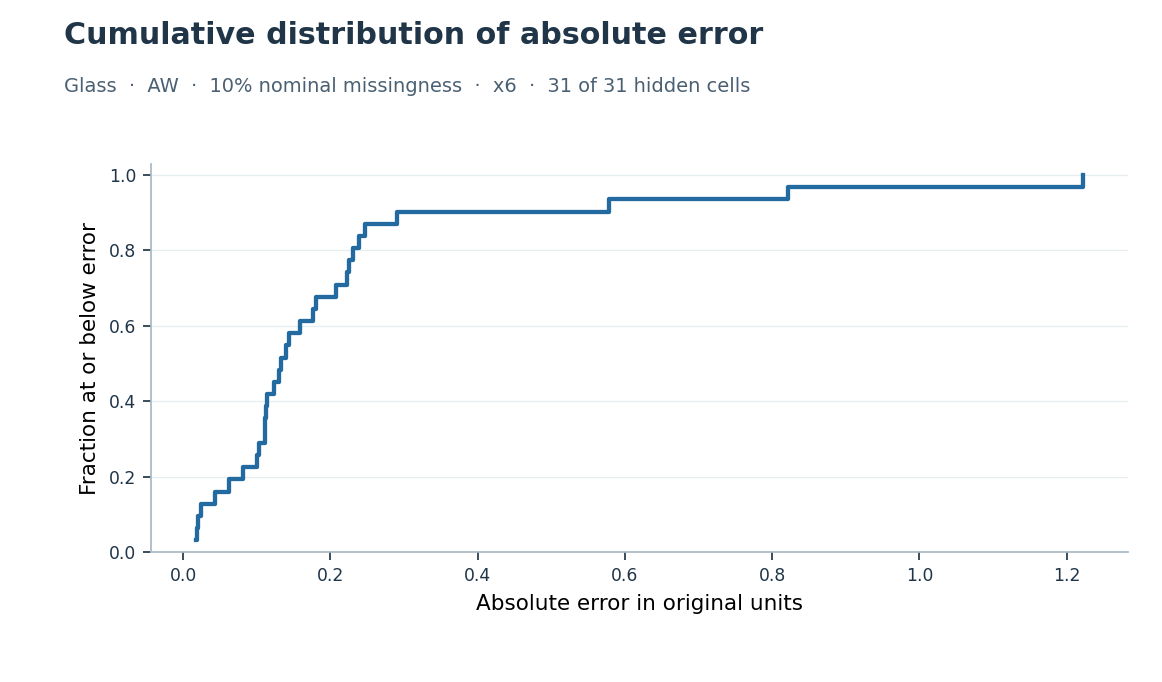 Cumulative distribution of absolute error
Glass · AW · 10% nominal missingness · x6 · 31 of 31 hidden cells
Fraction at or below error
1.0
0.8
0.6
0.4
0.2
0.0
0.0 0.2 0.4 0.6 0.8 1.0 1.2
Absolute error in original units